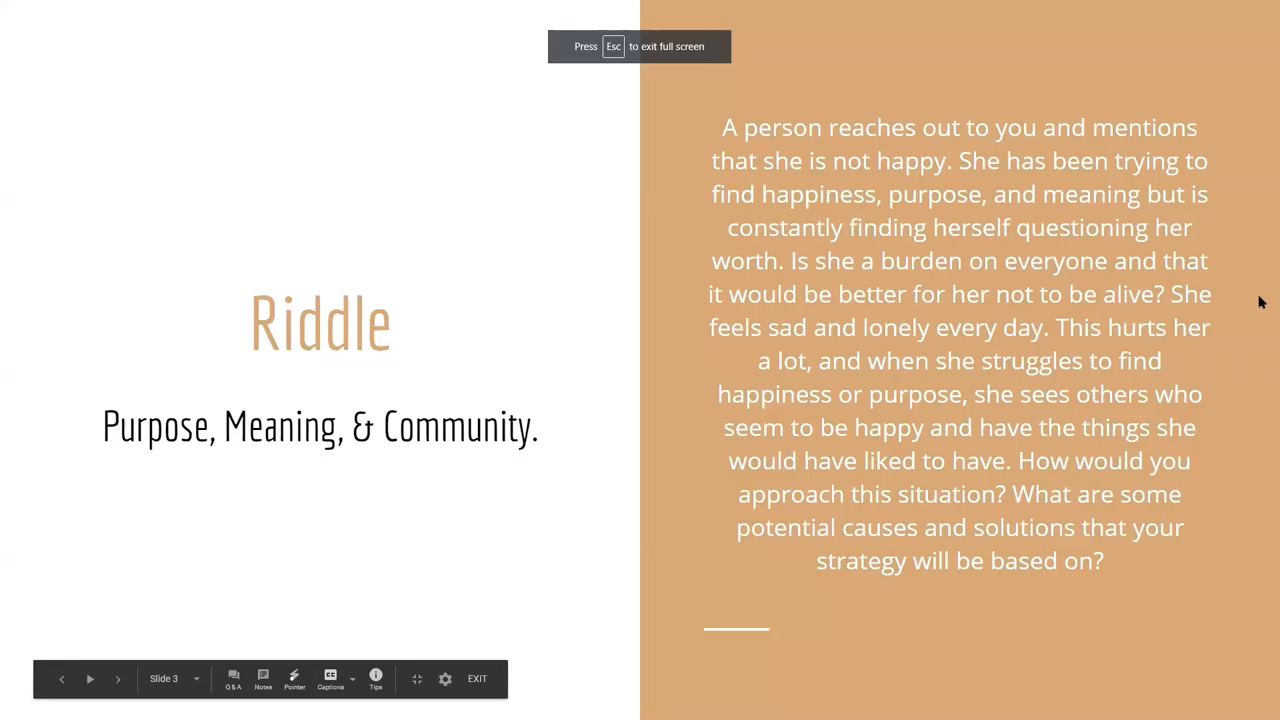 Press Esc to exit full screen
Riddle
Purpose, Meaning, & Community.
A person reaches out to you and mentions
that she is not happy. She has been trying to
find happiness, purpose, and meaning but is
constantly finding herself questioning her
worth. Is she a burden on everyone and that
it would be better for her not to be alive? She
feels sad and lonely every day. This hurts her
a lot, and when she struggles to find
happiness or purpose, she sees others who
seem to be happy and have the things she
would have liked to have. How would you
approach this situation? What are some
potential causes and solutions that your
strategy will be based on?
Slide 3
Q & A
Notes
Pointer
CC
Captions
Tips
EXIT